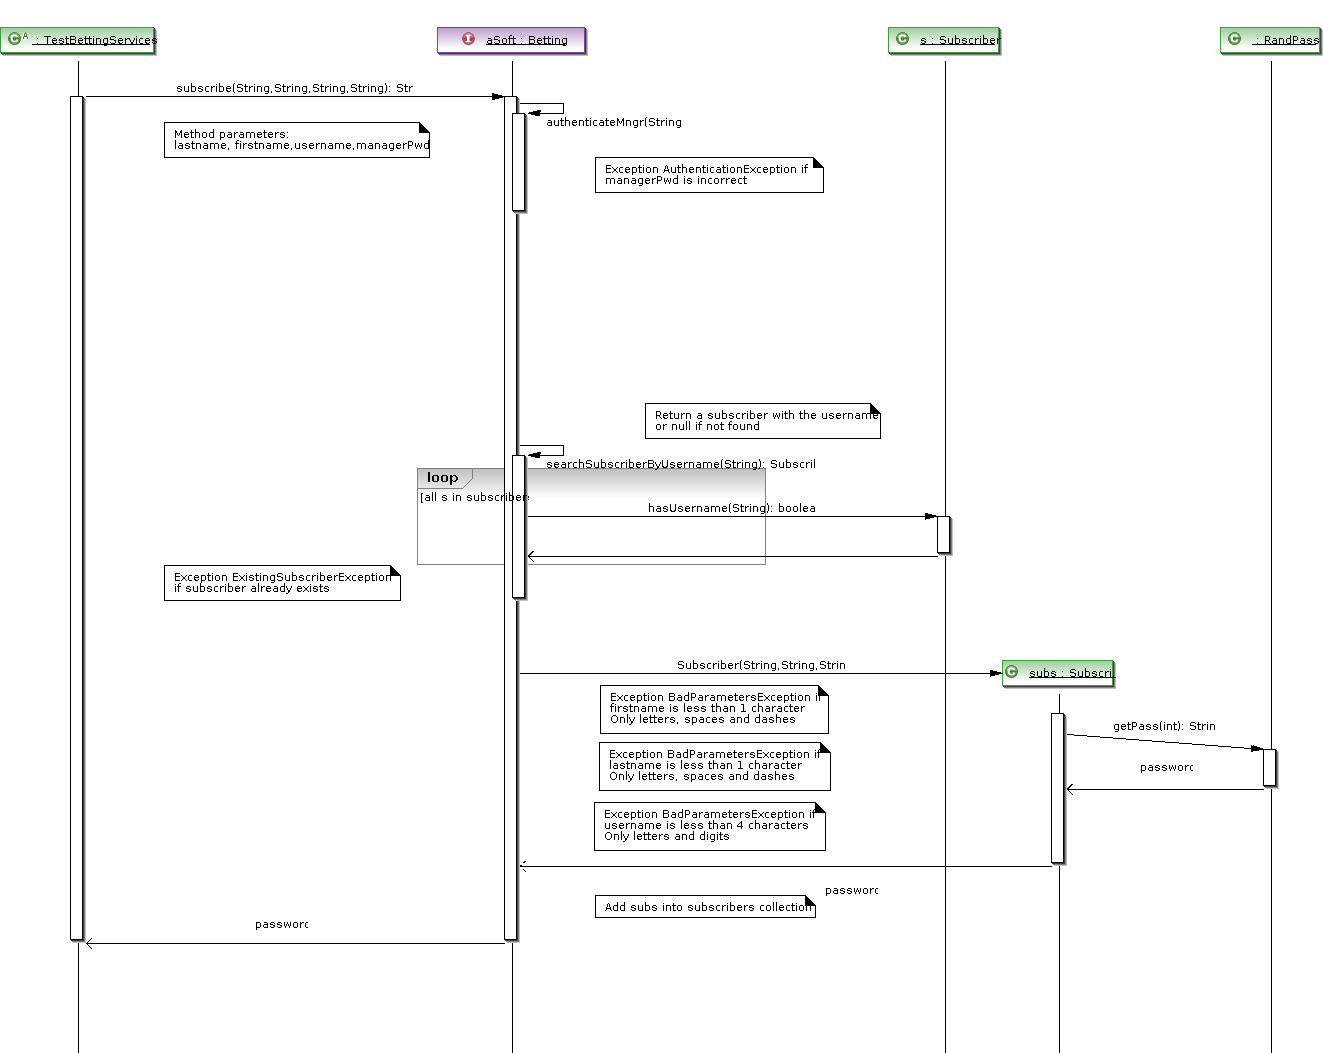 C A : TestBettingServices
I aSoft : Betting
C s : Subscriber
C : RandPass
subscribe(String,String,String,String): Str
authenticateMngr(String
Method parameters:
lastname, firstname,username,managerPwd
Exception AuthenticationException if
managerPwd is incorrect
Return a subscriber with the username
or null if not found
searchSubscriberByUsername(String): Subscril
loop
[all s in subscribers
hasUsername(String): boolea
Exception ExistingSubscriberException
if subscriber already exists
Subscriber(String,String,Strin
C subs : Subscri
Exception BadParametersException if
firstname is less than 1 character
Only letters, spaces and dashes
getPass(int): Strin
Exception BadParametersException if
lastname is less than 1 character
Only letters, spaces and dashes
password
Exception BadParametersException if
username is less than 4 characters
Only letters and digits
password
Add subs into subscribers collection
password